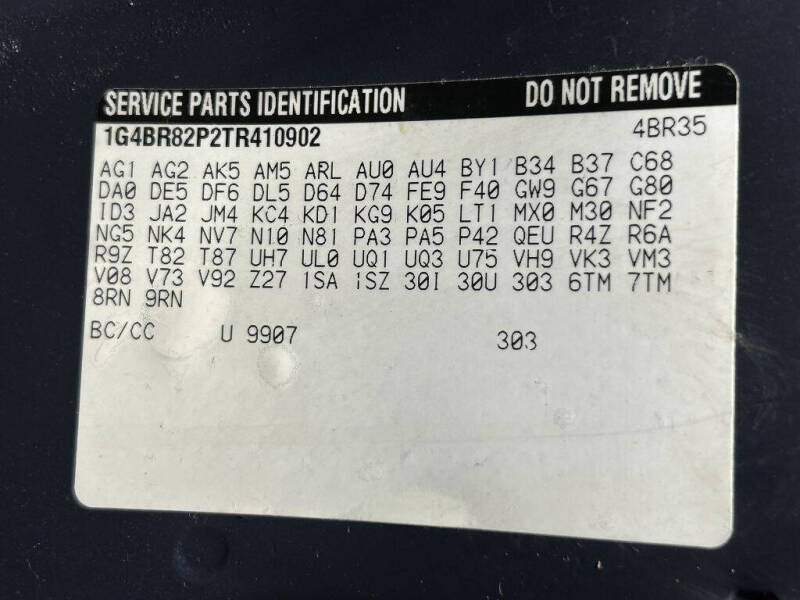 SERVICE PARTS IDENTIFICATION DO NOT REMOVE
1G4BR82P2TR410902 4BR35
AG1 AG2 AK5 AM5 ARL AU0 AU4 BY1 B34 B37 C68
DA0 DE5 DF6 DL5 D64 D74 FE9 F40 GW9 G67 G80
ID3 JA2 JM4 KC4 KD1 KG9 K05 LT1 MX0 M30 NF2
NG5 NK4 NV7 N10 N81 PA3 PA5 P42 QEU R4Z R6A
R9Z T82 T87 UH7 UL0 UQ1 UQ3 U75 VH9 VK3 VM3
V08 V73 V92 Z27 1SA 1SZ 30I 30U 303 6TM 7TM
8RN 9RN
BC/CC U 9907 303